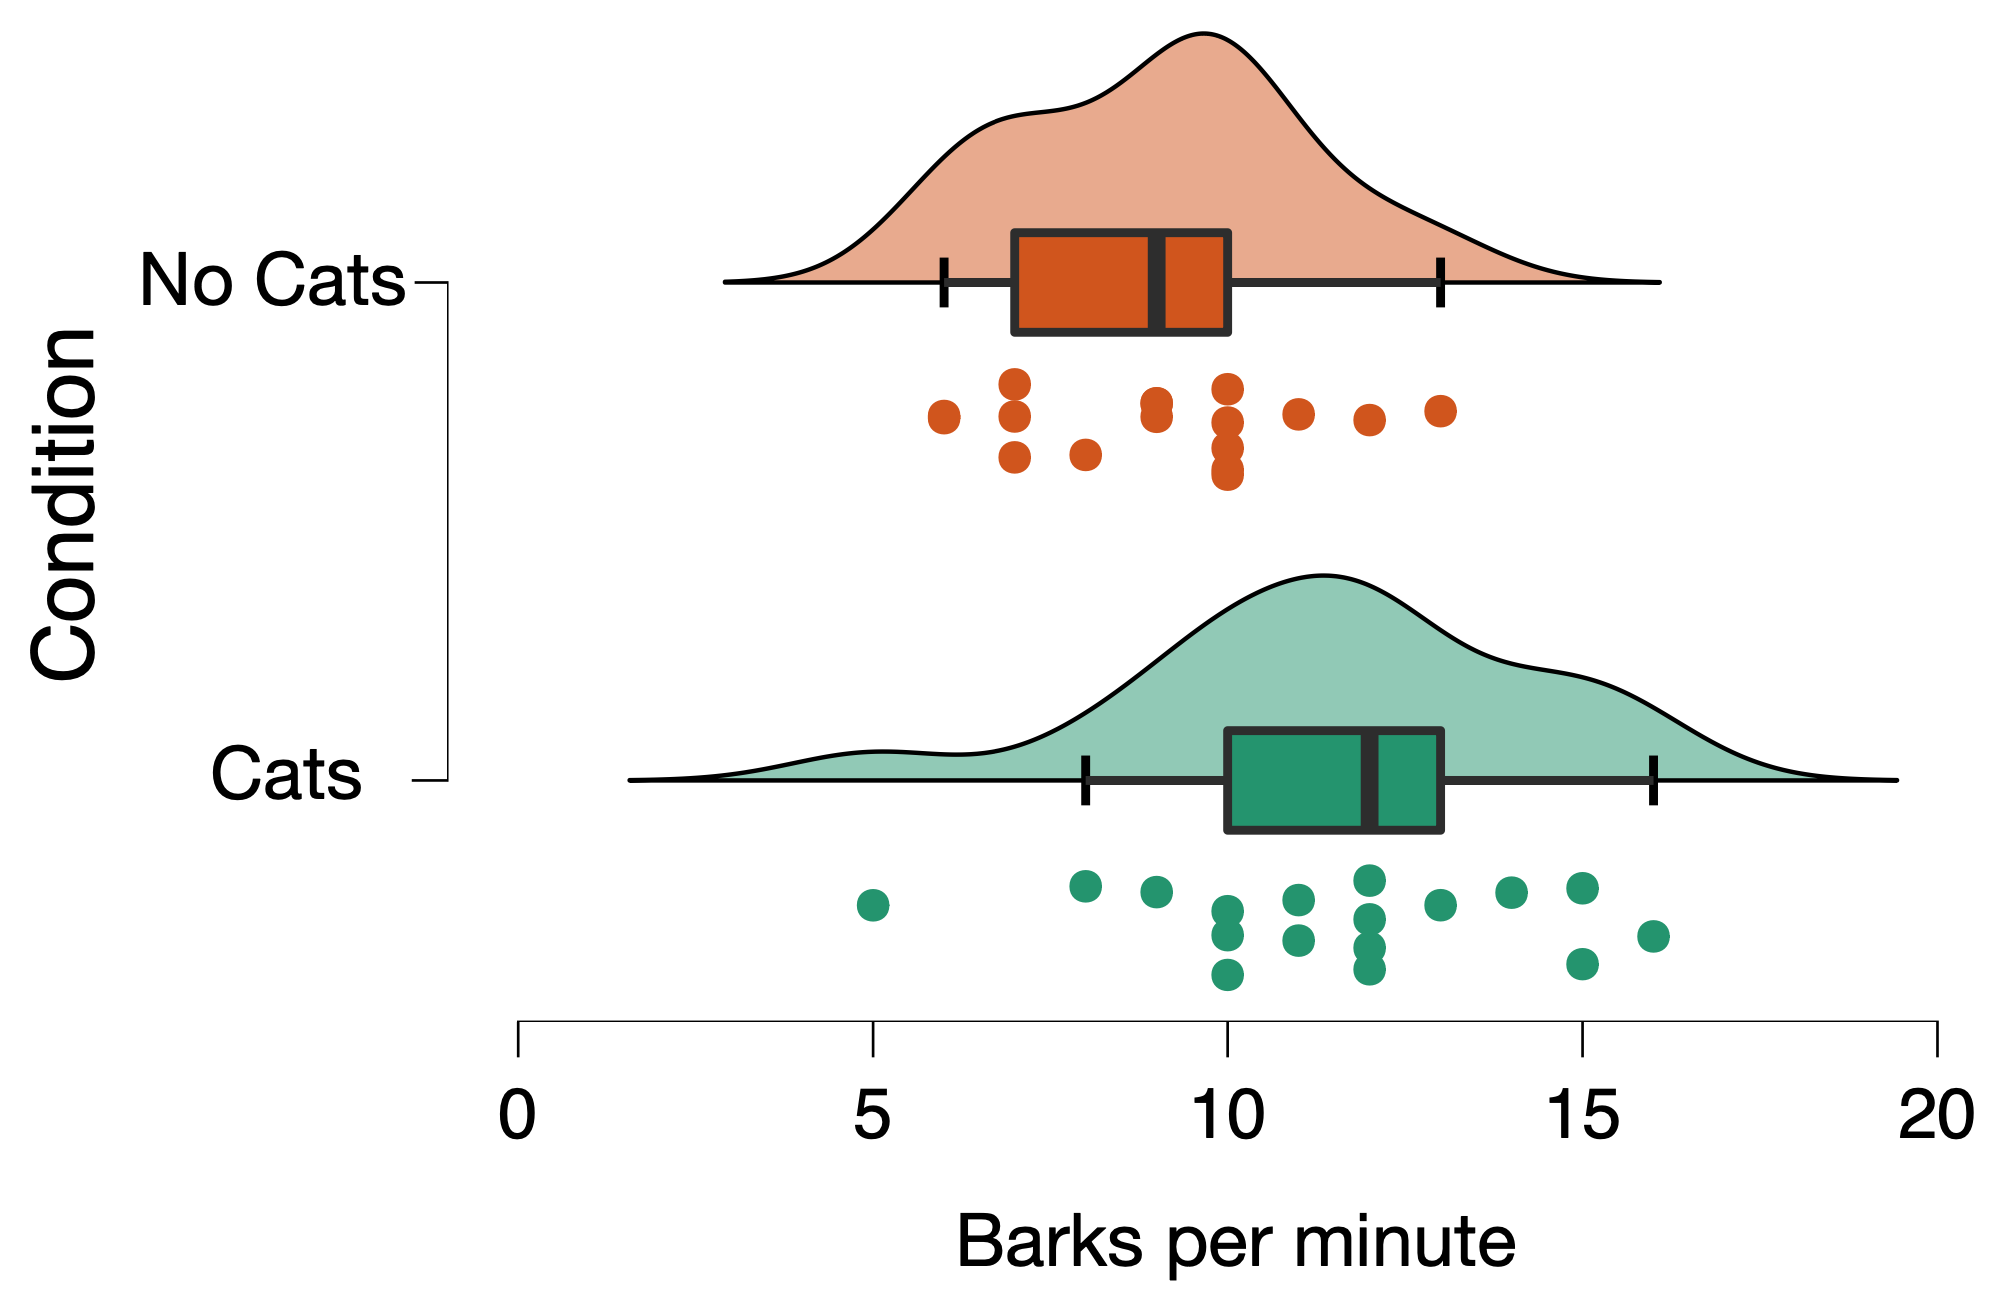 Condition
No Cats
Cats
0 5 10 15 20
Barks per minute